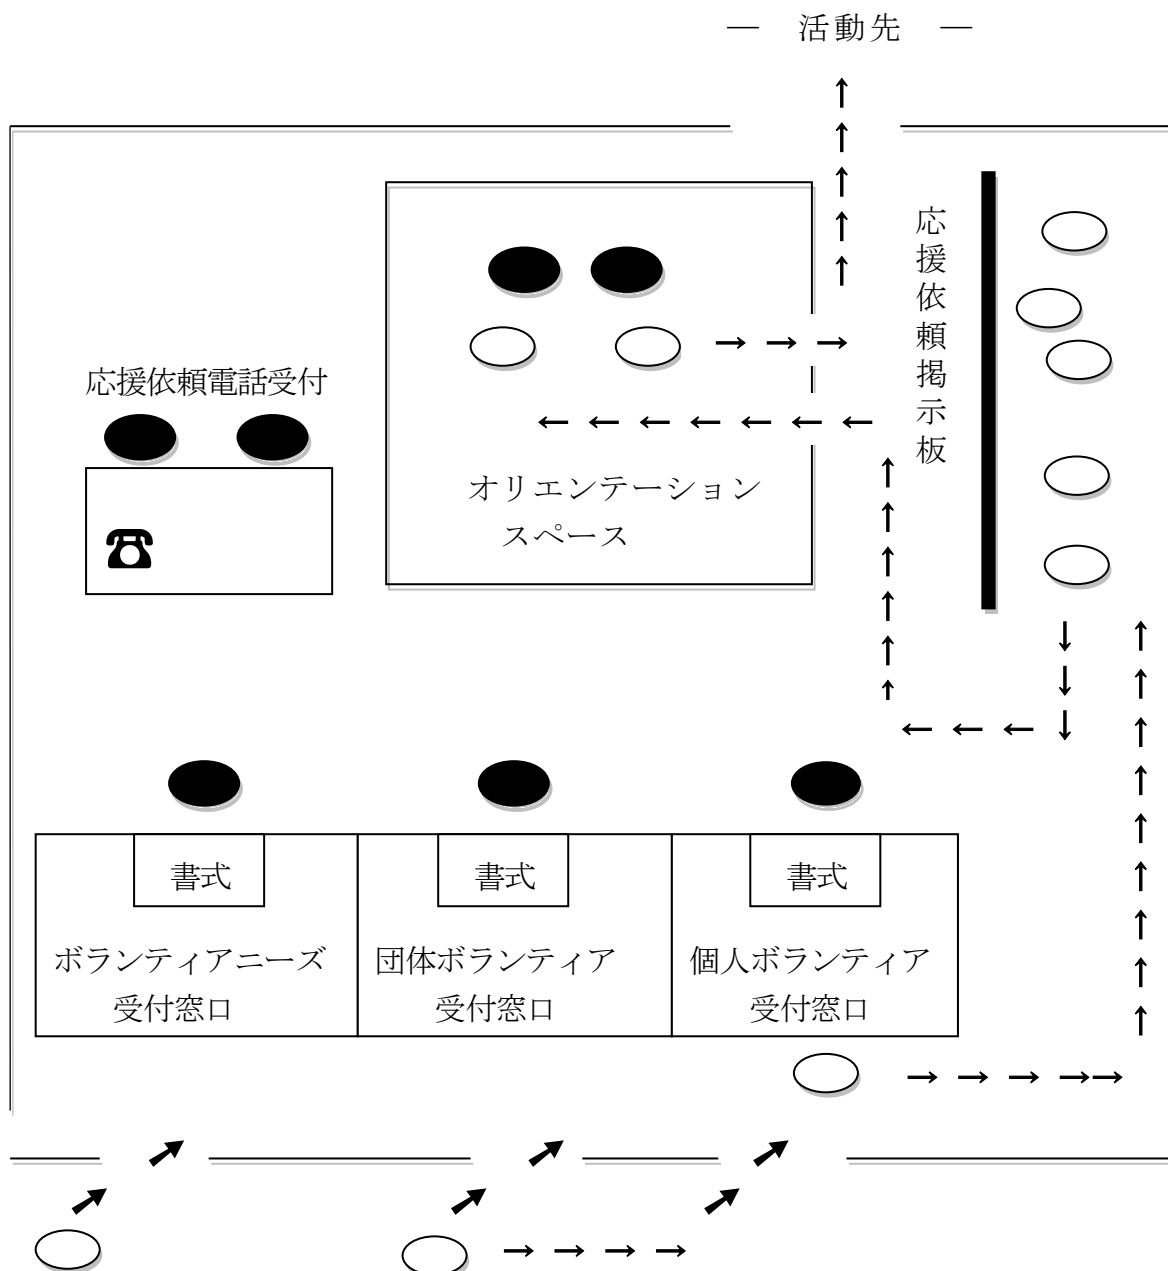 ― 活動先 ―
応援依頼掲示板
応援依頼電話受付
オリエンテーション
スペース
書式
書式
書式
ボランティアニーズ
受付窓口
団体ボランティア
受付窓口
個人ボランティア
受付窓口